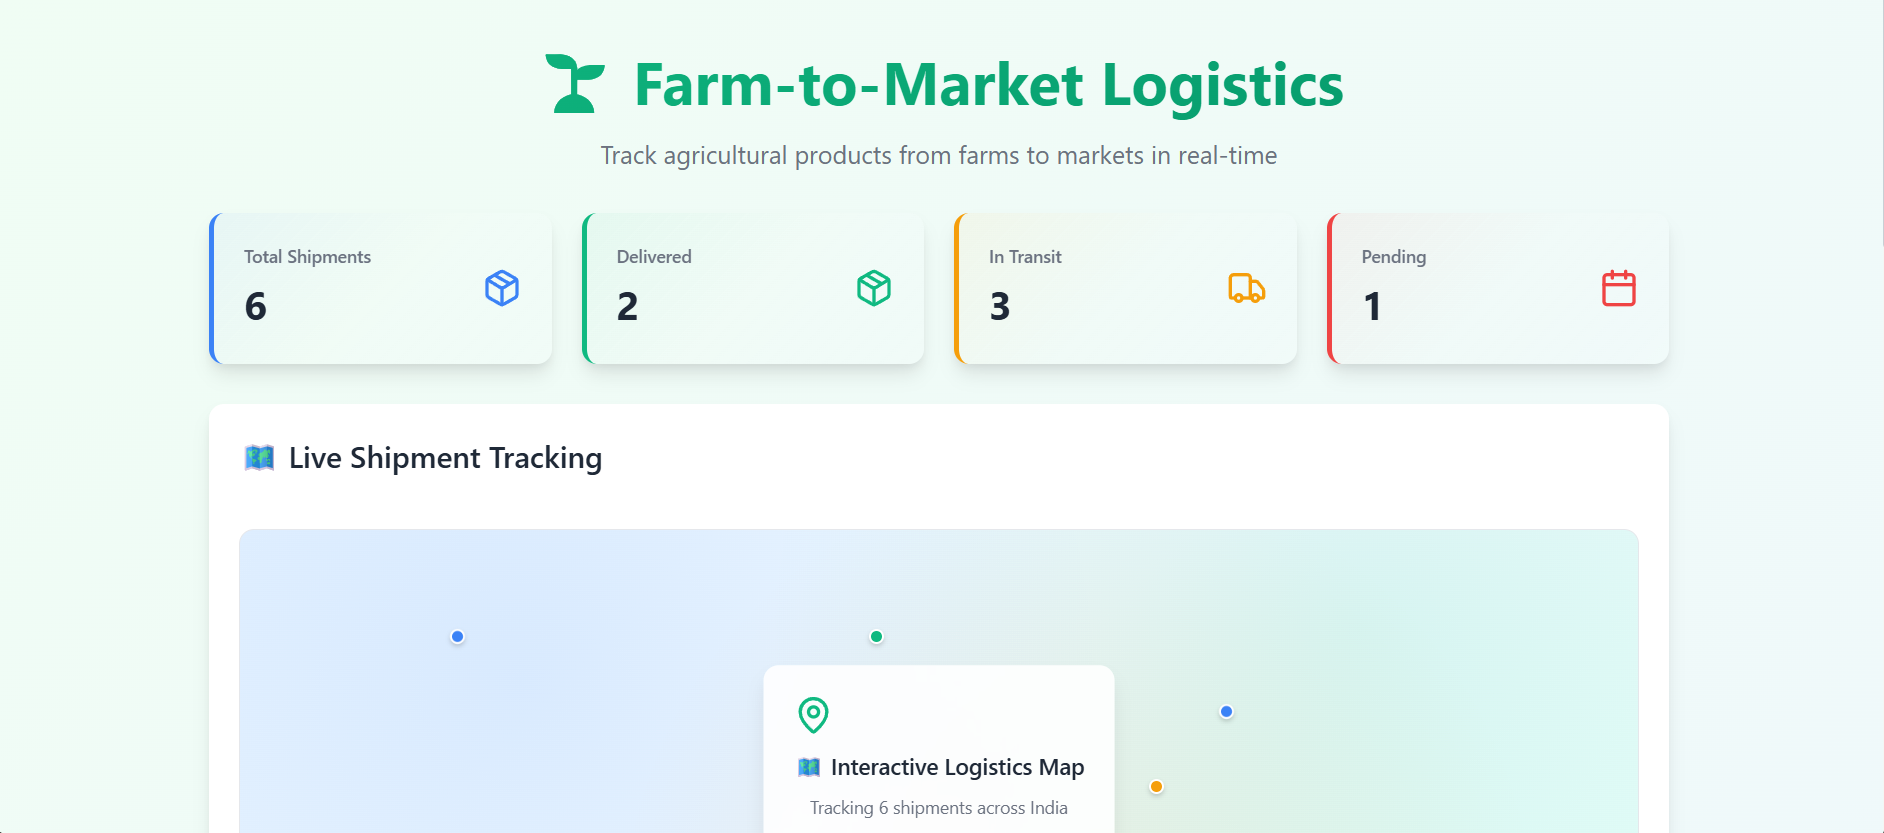 Farm-to-Market Logistics
Track agricultural products from farms to markets in real-time
Total Shipments
6
Delivered
2
In Transit
3
Pending
1
Live Shipment Tracking
Interactive Logistics Map
Tracking 6 shipments across India